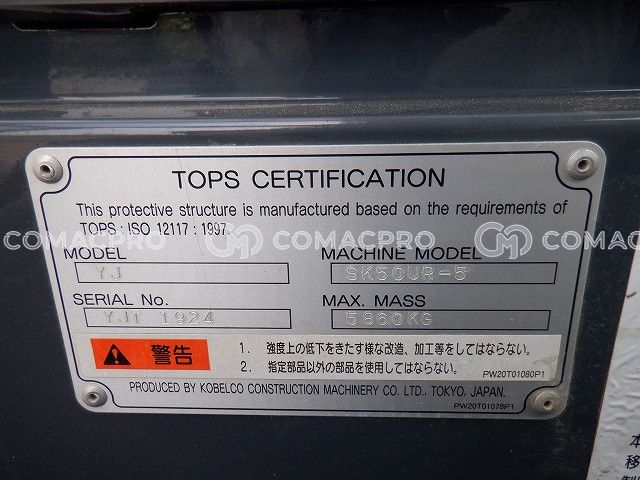 TOPS CERTIFICATION
This protective structure is manufactured based on the requirements of
TOPS : ISO 12117 : 1997.
COMACPRO COMACPRO
MODEL MACHINE MODEL
YJ SK50UR-5
SERIAL No. MAX. MASS
YJT 1924 5860KG
警告 1. 強度上の低下をきたす様な改造、加工等をしてはならない。
2. 指定部品以外の部品を使用してはならない。
PW20T01080P1
PRODUCED BY KOBELCO CONSTRUCTION MACHINERY CO. LTD., TOKYO, JAPAN.
PW20T01078P1
本
移